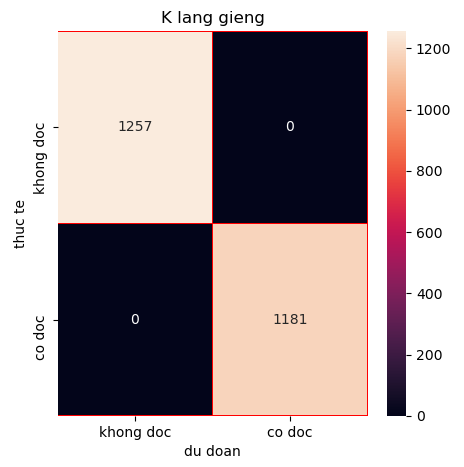 K lang gieng
thuc te
khong doc
co doc
1257
0
0
1181
khong doc
co doc
du doan
1200
1000
800
600
400
200
0